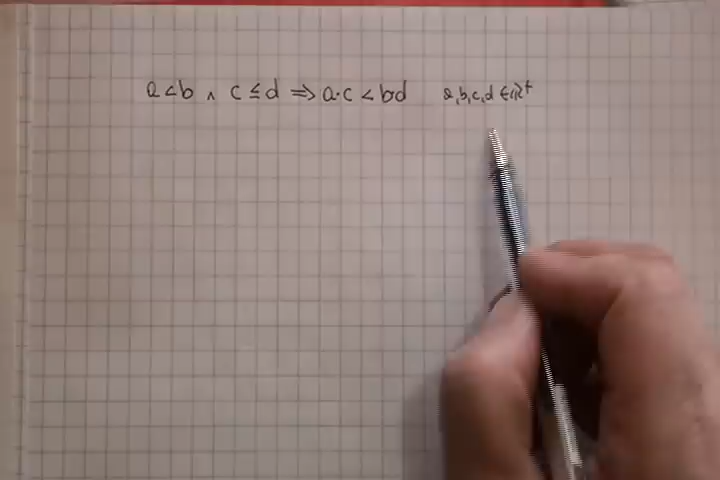 a<b ∧ c≤d ⇒ a·c<bd a,b,c,d∈ℝ⁺